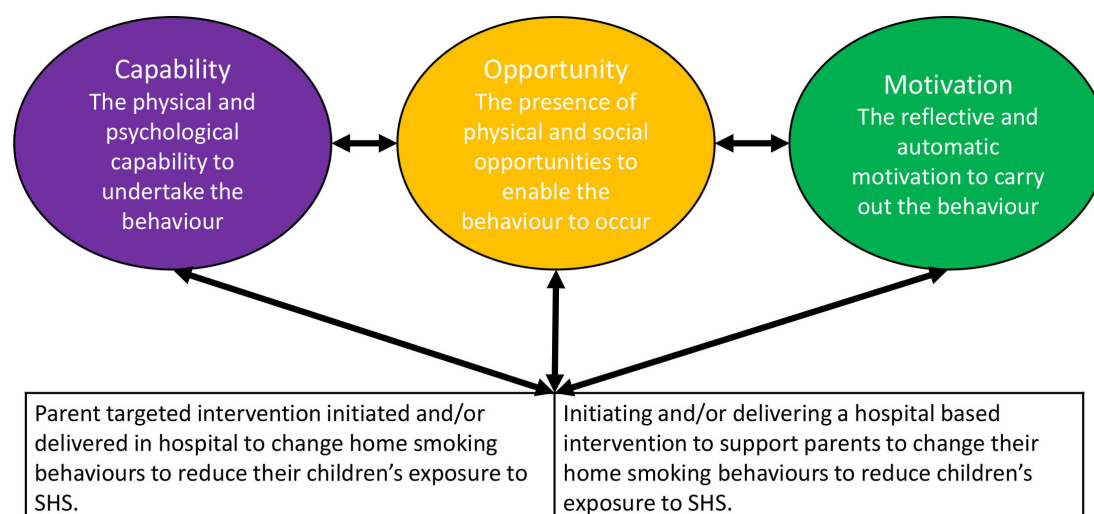 Capability
The physical and
psychological
capability to
undertake the
behaviour
Opportunity
The presence of
physical and social
opportunities to
enable the
behaviour to occur
Motivation
The reflective and
automatic
motivation to carry
out the behaviour
Parent targeted intervention initiated and/or
delivered in hospital to change home smoking
behaviours to reduce their children’s exposure to
SHS.
Initiating and/or delivering a hospital based
intervention to support parents to change their
home smoking behaviours to reduce children’s
exposure to SHS.